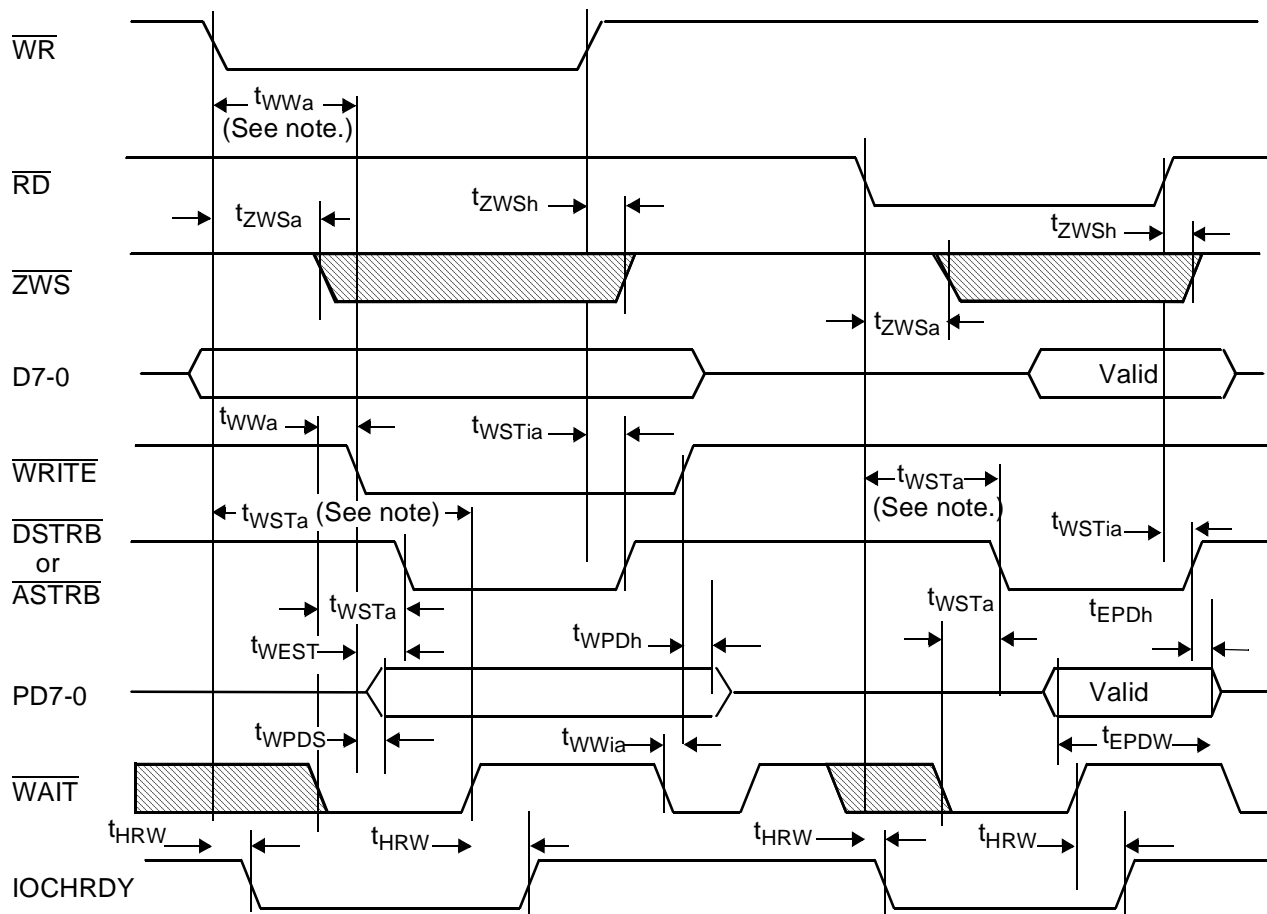 WR
tWWa
(See note.)
RD
tZWSa
tZWSh
tZWSh
ZWS
tZWSa
D7-0
Valid
tWWa
tWSTia
WRITE
tWSTa
(See note.)
tWSTa (See note)
tWSTia
DSTRB
or
ASTRB
tWSTa
tWSTa
tEPDh
tWEST
tWPDh
PD7-0
Valid
tWPDS
tWWia
tEPDW
WAIT
tHRW
tHRW
tHRW
tHRW
IOCHRDY